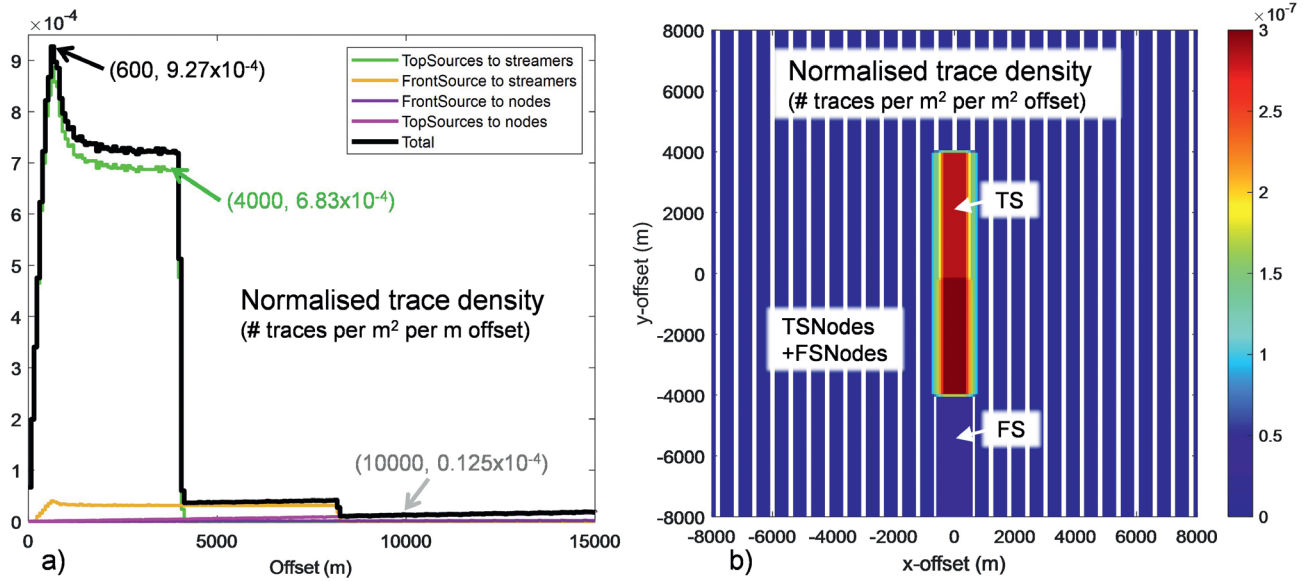 a)
×10⁻⁴
9
8
7
6
5
4
3
2
1
0
(600, 9.27x10⁻⁴)
TopSources to streamers
FrontSource to streamers
FrontSource to nodes
TopSources to nodes
Total
(4000, 6.83x10⁻⁴)
Normalised trace density
(# traces per m² per m offset)
(10000, 0.125x10⁻⁴)
0
5000
10000
15000
Offset (m)
a)
b)
8000
6000
4000
2000
0
-2000
-4000
-6000
-8000
y-offset (m)
Normalised trace density
(# traces per m² per m² offset)
TS
TSNodes
+FSNodes
FS
-8000 -6000 -4000 -2000 0 2000 4000 6000 8000
x-offset (m)
b)
×10⁻⁷
3
2.5
2
1.5
1
0.5
0